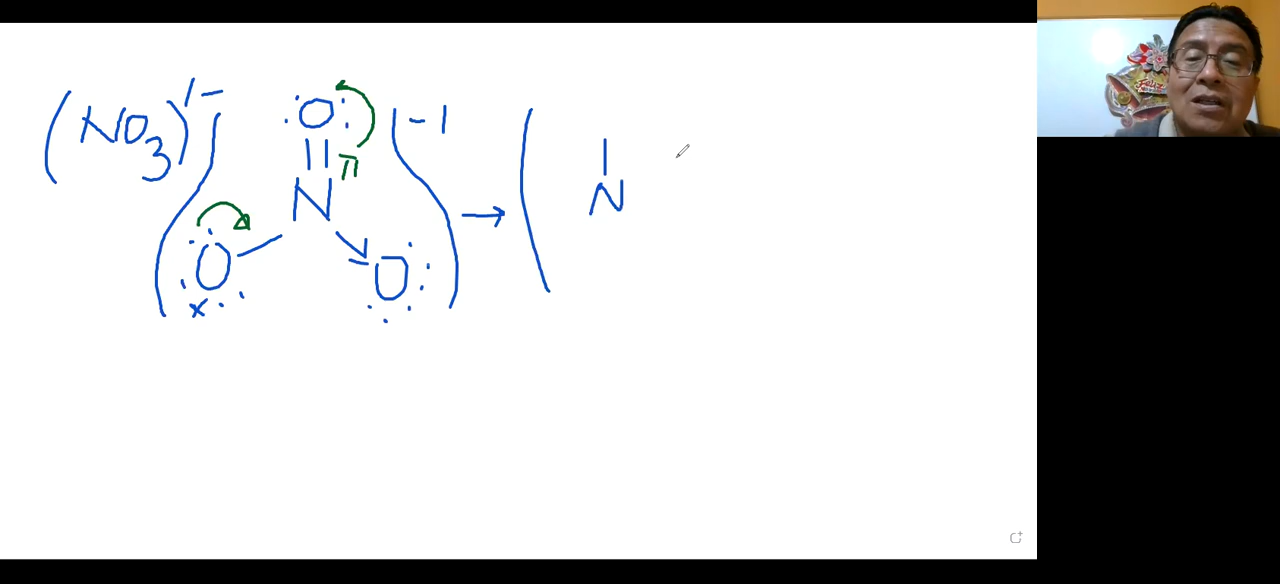 (NO3)1-
:O: -1
π
N → ( N
O O